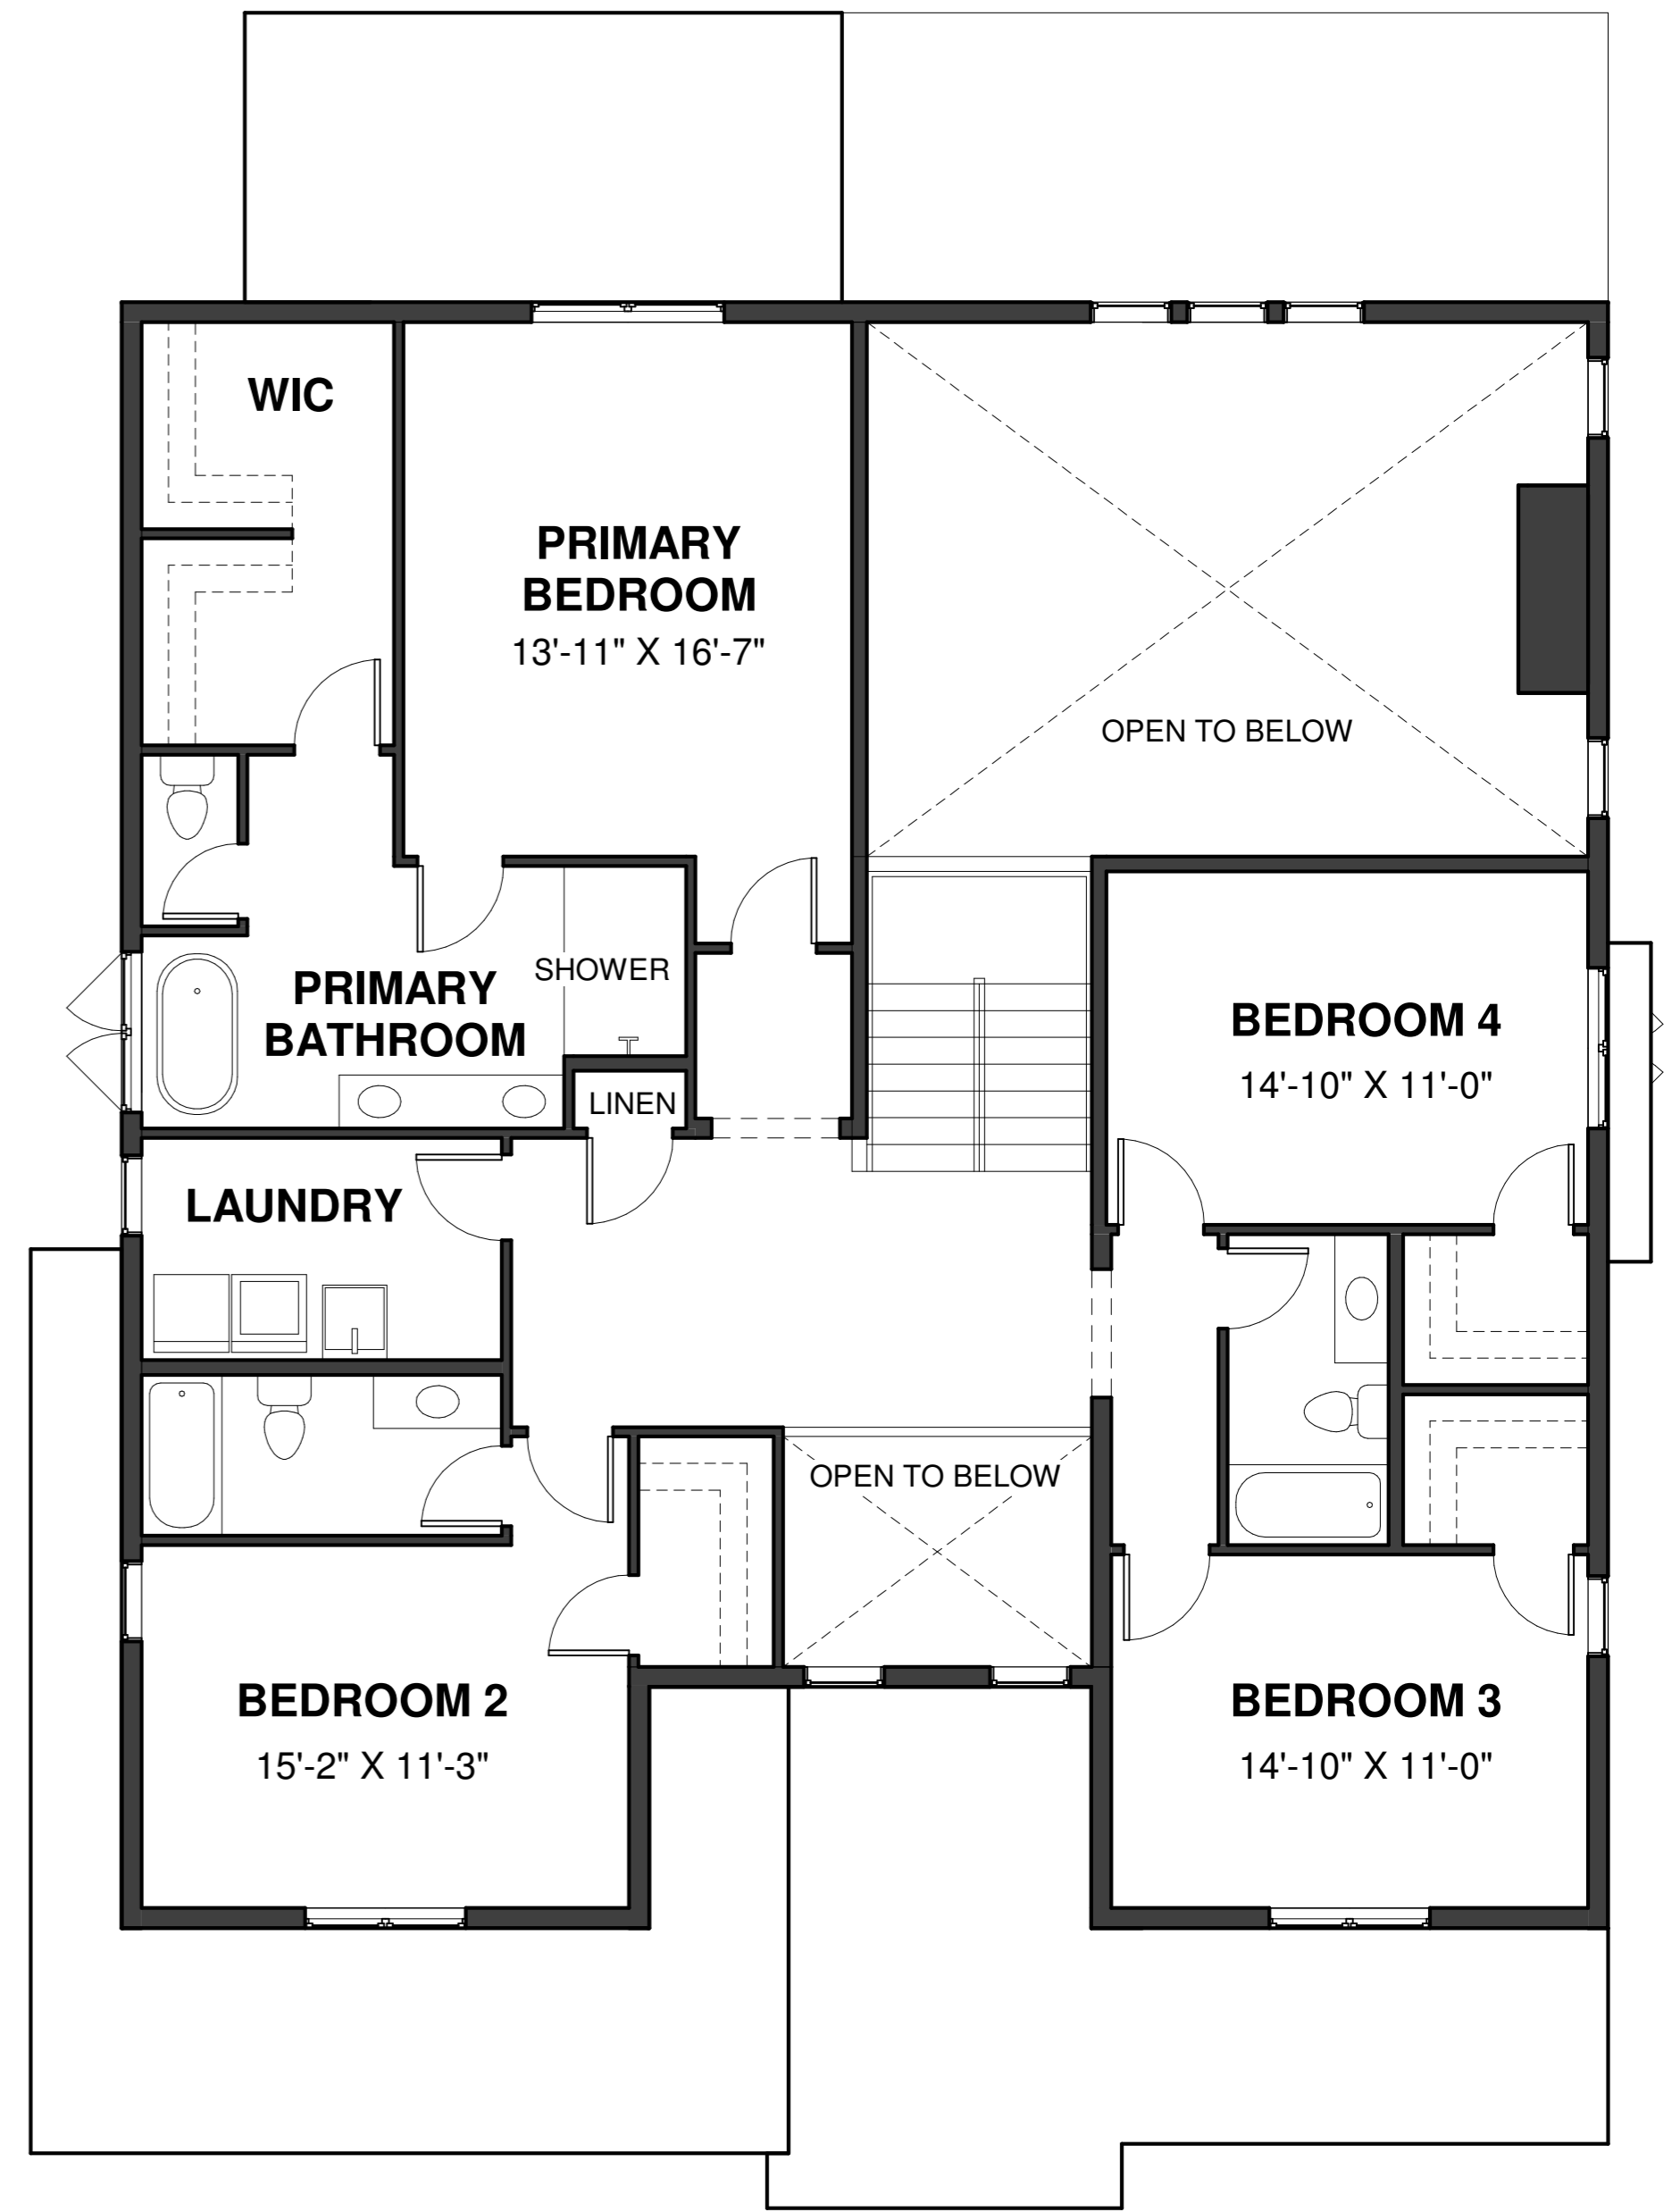 WIC
PRIMARY
BEDROOM
13'-11" X 16'-7"
OPEN TO BELOW
SHOWER
PRIMARY
BATHROOM
BEDROOM 4
14'-10" X 11'-0"
LINEN
LAUNDRY
OPEN TO BELOW
BEDROOM 2
15'-2" X 11'-3"
BEDROOM 3
14'-10" X 11'-0"